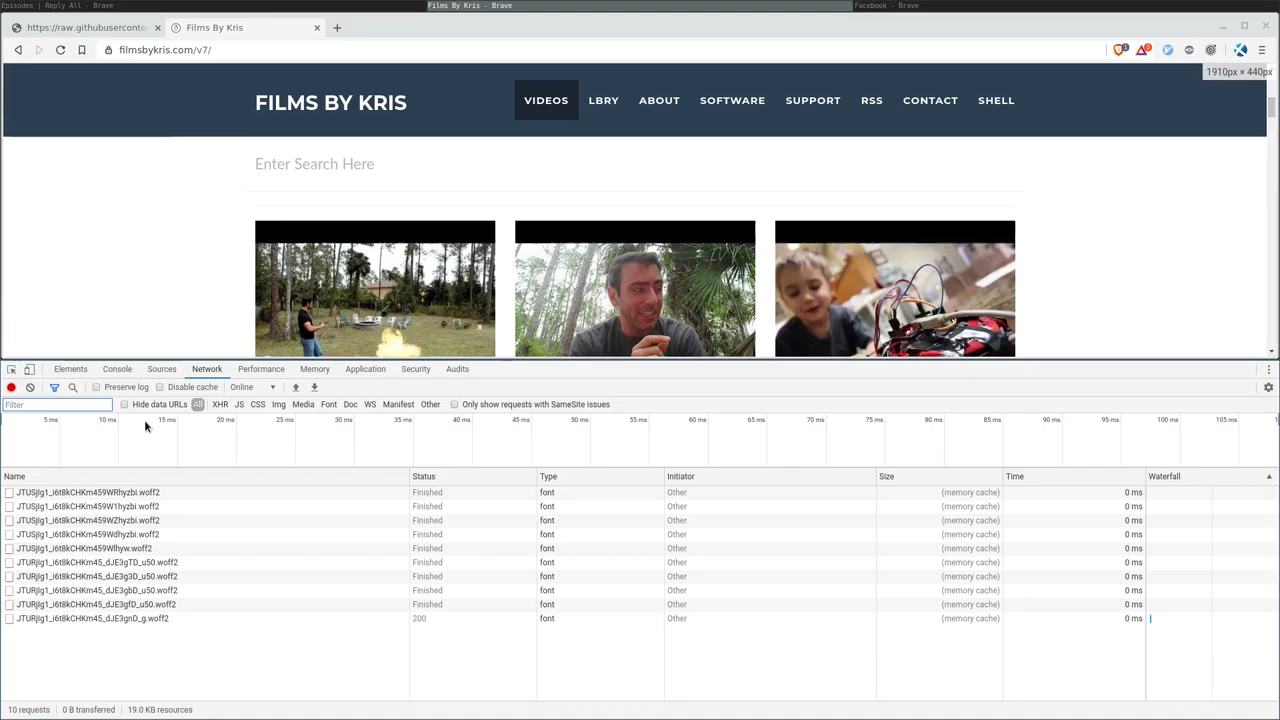 Episodes | Reply All - Brave
Films By Kris - Brave
Facebook - Brave
https://raw.githubuserconte
Films By Kris
filmsbykris.com/v7/
1
2
1910px × 440px
FILMS BY KRIS
VIDEOS LBRY ABOUT SOFTWARE SUPPORT RSS CONTACT SHELL
Enter Search Here
Elements Console Sources Network Performance Memory Application Security Audits
Preserve log Disable cache Online
Filter Hide data URLs All XHR JS CSS Img Media Font Doc WS Manifest Other Only show requests with SameSite issues
5 ms 10 ms 15 ms 20 ms 25 ms 30 ms 35 ms 40 ms 45 ms 50 ms 55 ms 60 ms 65 ms 70 ms 75 ms 80 ms 85 ms 90 ms 95 ms 100 ms 105 ms 1
Name Status Type Initiator Size Time Waterfall
JTUSjIg1_i6t8kCHKm459WRhyzbi.woff2 Finished font Other (memory cache) 0 ms
JTUSjIg1_i6t8kCHKm459W1hyzbi.woff2 Finished font Other (memory cache) 0 ms
JTUSjIg1_i6t8kCHKm459WZhyzbi.woff2 Finished font Other (memory cache) 0 ms
JTUSjIg1_i6t8kCHKm459Wdhyzbi.woff2 Finished font Other (memory cache) 0 ms
JTUSjIg1_i6t8kCHKm459Wlhyw.woff2 Finished font Other (memory cache) 0 ms
JTURjIg1_i6t8kCHKm45_dJE3gTD_u50.woff2 Finished font Other (memory cache) 0 ms
JTURjIg1_i6t8kCHKm45_dJE3g3D_u50.woff2 Finished font Other (memory cache) 0 ms
JTURjIg1_i6t8kCHKm45_dJE3gbD_u50.woff2 Finished font Other (memory cache) 0 ms
JTURjIg1_i6t8kCHKm45_dJE3gfD_u50.woff2 Finished font Other (memory cache) 0 ms
JTURjIg1_i6t8kCHKm45_dJE3gnD_g.woff2 200 font Other (memory cache) 0 ms
10 requests 0 B transferred 19.0 KB resources